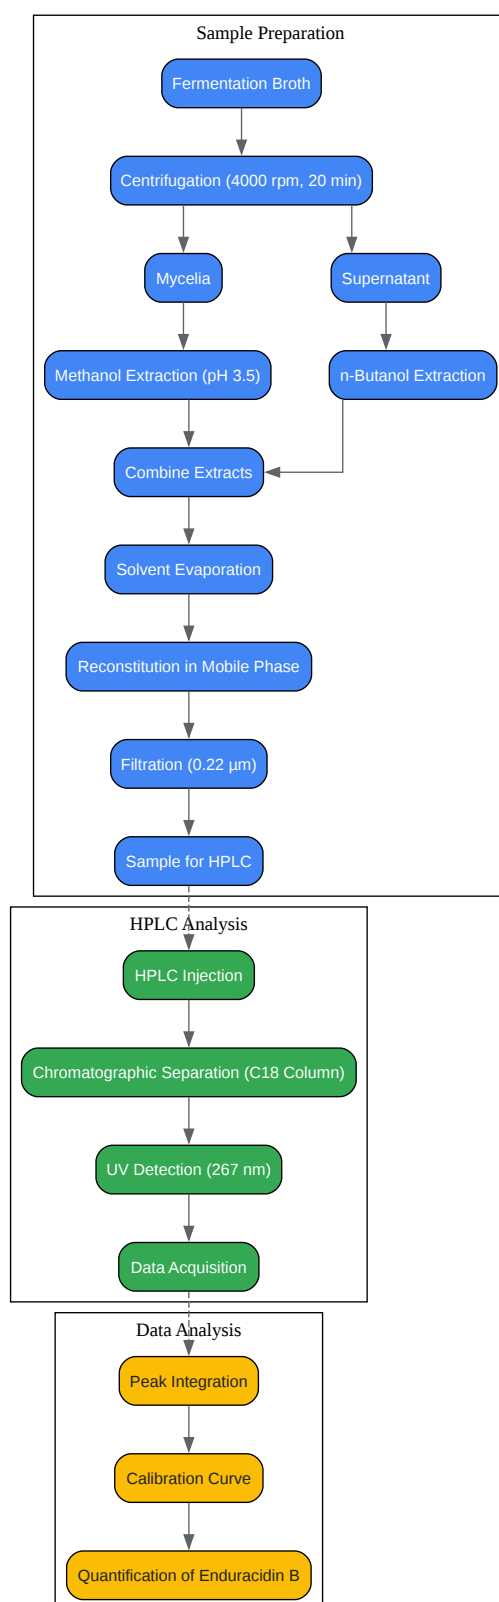 Sample Preparation
Fermentation Broth
Centrifugation (4000 rpm, 20 min)
Mycelia
Supernatant
Methanol Extraction (pH 3.5)
n-Butanol Extraction
Combine Extracts
Solvent Evaporation
Reconstitution in Mobile Phase
Filtration (0.22 µm)
Sample for HPLC
HPLC Analysis
HPLC Injection
Chromatographic Separation (C18 Column)
UV Detection (267 nm)
Data Acquisition
Data Analysis
Peak Integration
Calibration Curve
Quantification of Enduracidin B